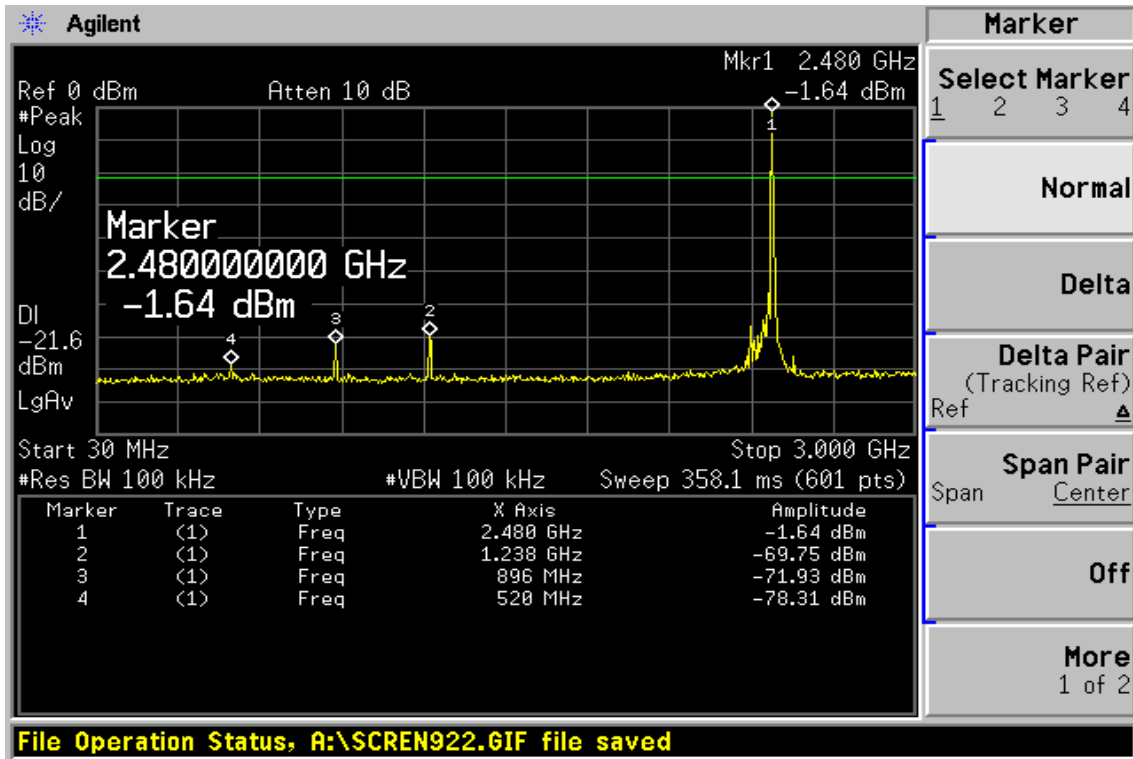 Agilent
Marker
Mkr1 2.480 GHz
Ref 0 dBm Atten 10 dB -1.64 dBm
#Peak
Log
10
dB/
1
Marker
2.480000000 GHz
-1.64 dBm
DI
-21.6
dBm
LgAv
4
3
2
Start 30 MHz Stop 3.000 GHz
#Res BW 100 kHz #VBW 100 kHz Sweep 358.1 ms (601 pts)
Marker Trace Type X Axis Amplitude
1 (1) Freq 2.480 GHz -1.64 dBm
2 (1) Freq 1.238 GHz -69.75 dBm
3 (1) Freq 896 MHz -71.93 dBm
4 (1) Freq 520 MHz -78.31 dBm
Select Marker
1 2 3 4
Normal
Delta
Delta Pair
(Tracking Ref)
Ref Δ
Span Pair
Span Center
Off
More
1 of 2
File Operation Status, A:\SCREN922.GIF file saved